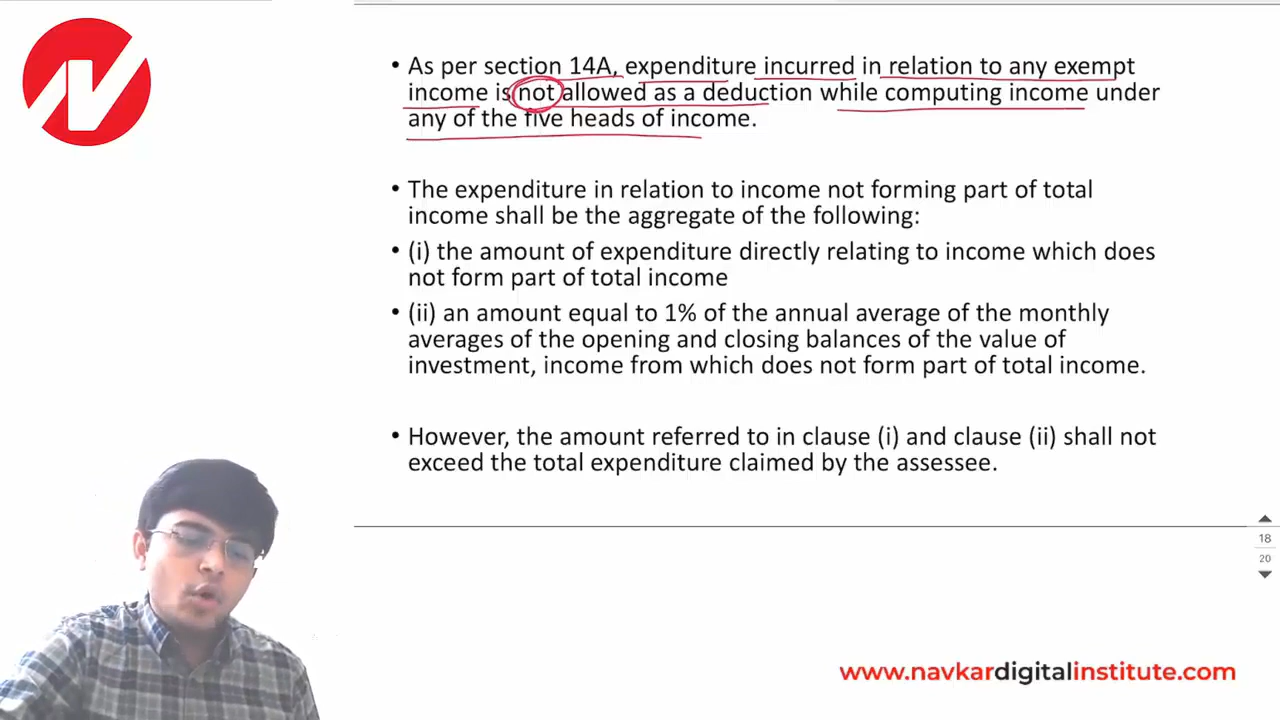 • As per section 14A, expenditure incurred in relation to any exempt
income is not allowed as a deduction while computing income under
any of the five heads of income.
• The expenditure in relation to income not forming part of total
income shall be the aggregate of the following:
• (i) the amount of expenditure directly relating to income which does
not form part of total income
• (ii) an amount equal to 1% of the annual average of the monthly
averages of the opening and closing balances of the value of
investment, income from which does not form part of total income.
• However, the amount referred to in clause (i) and clause (ii) shall not
exceed the total expenditure claimed by the assessee.
18
20
www.navkardigitalinstitute.com